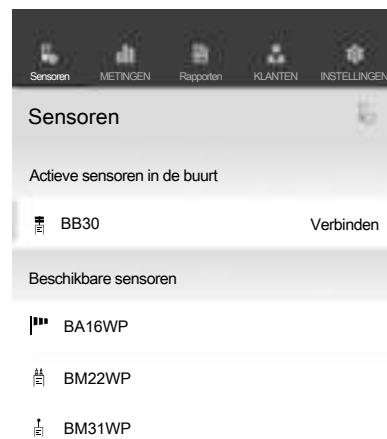 Sensoren METINGEN Rapporten KLANTEN INSTELLINGEN
Sensoren
Actieve sensoren in de buurt
BB30 Verbinden
Beschikbare sensoren
BA16WP
BM22WP
BM31WP